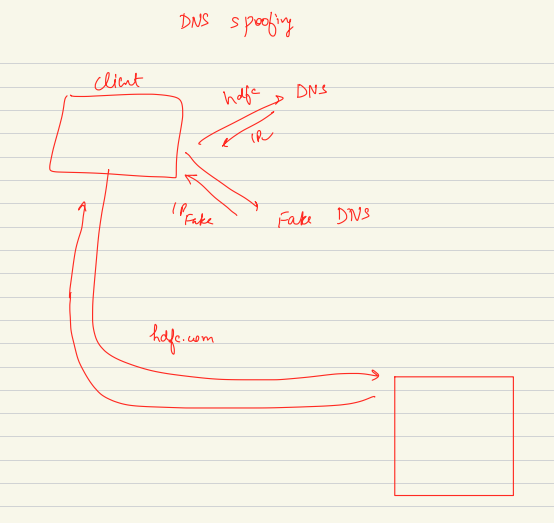 DNS spoofing
client
hdfc
DNS
IP
IP Fake
Fake DNS
hdfc.com